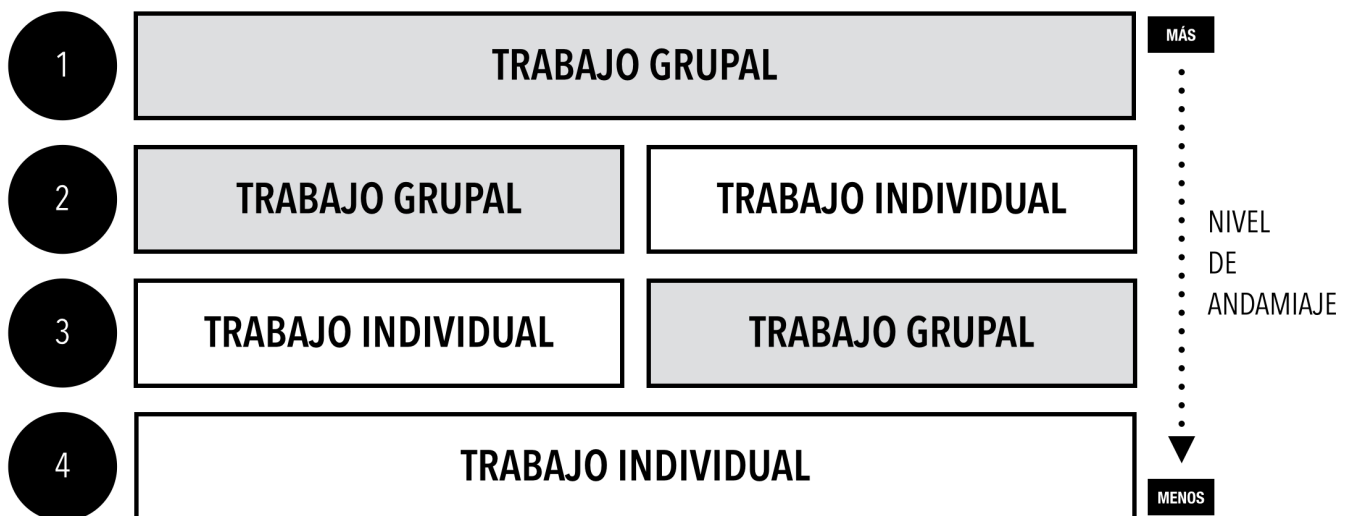 1
TRABAJO GRUPAL
MÁS
2
TRABAJO GRUPAL
TRABAJO INDIVIDUAL
NIVEL
DE
ANDAMIAJE
3
TRABAJO INDIVIDUAL
TRABAJO GRUPAL
4
TRABAJO INDIVIDUAL
MENOS